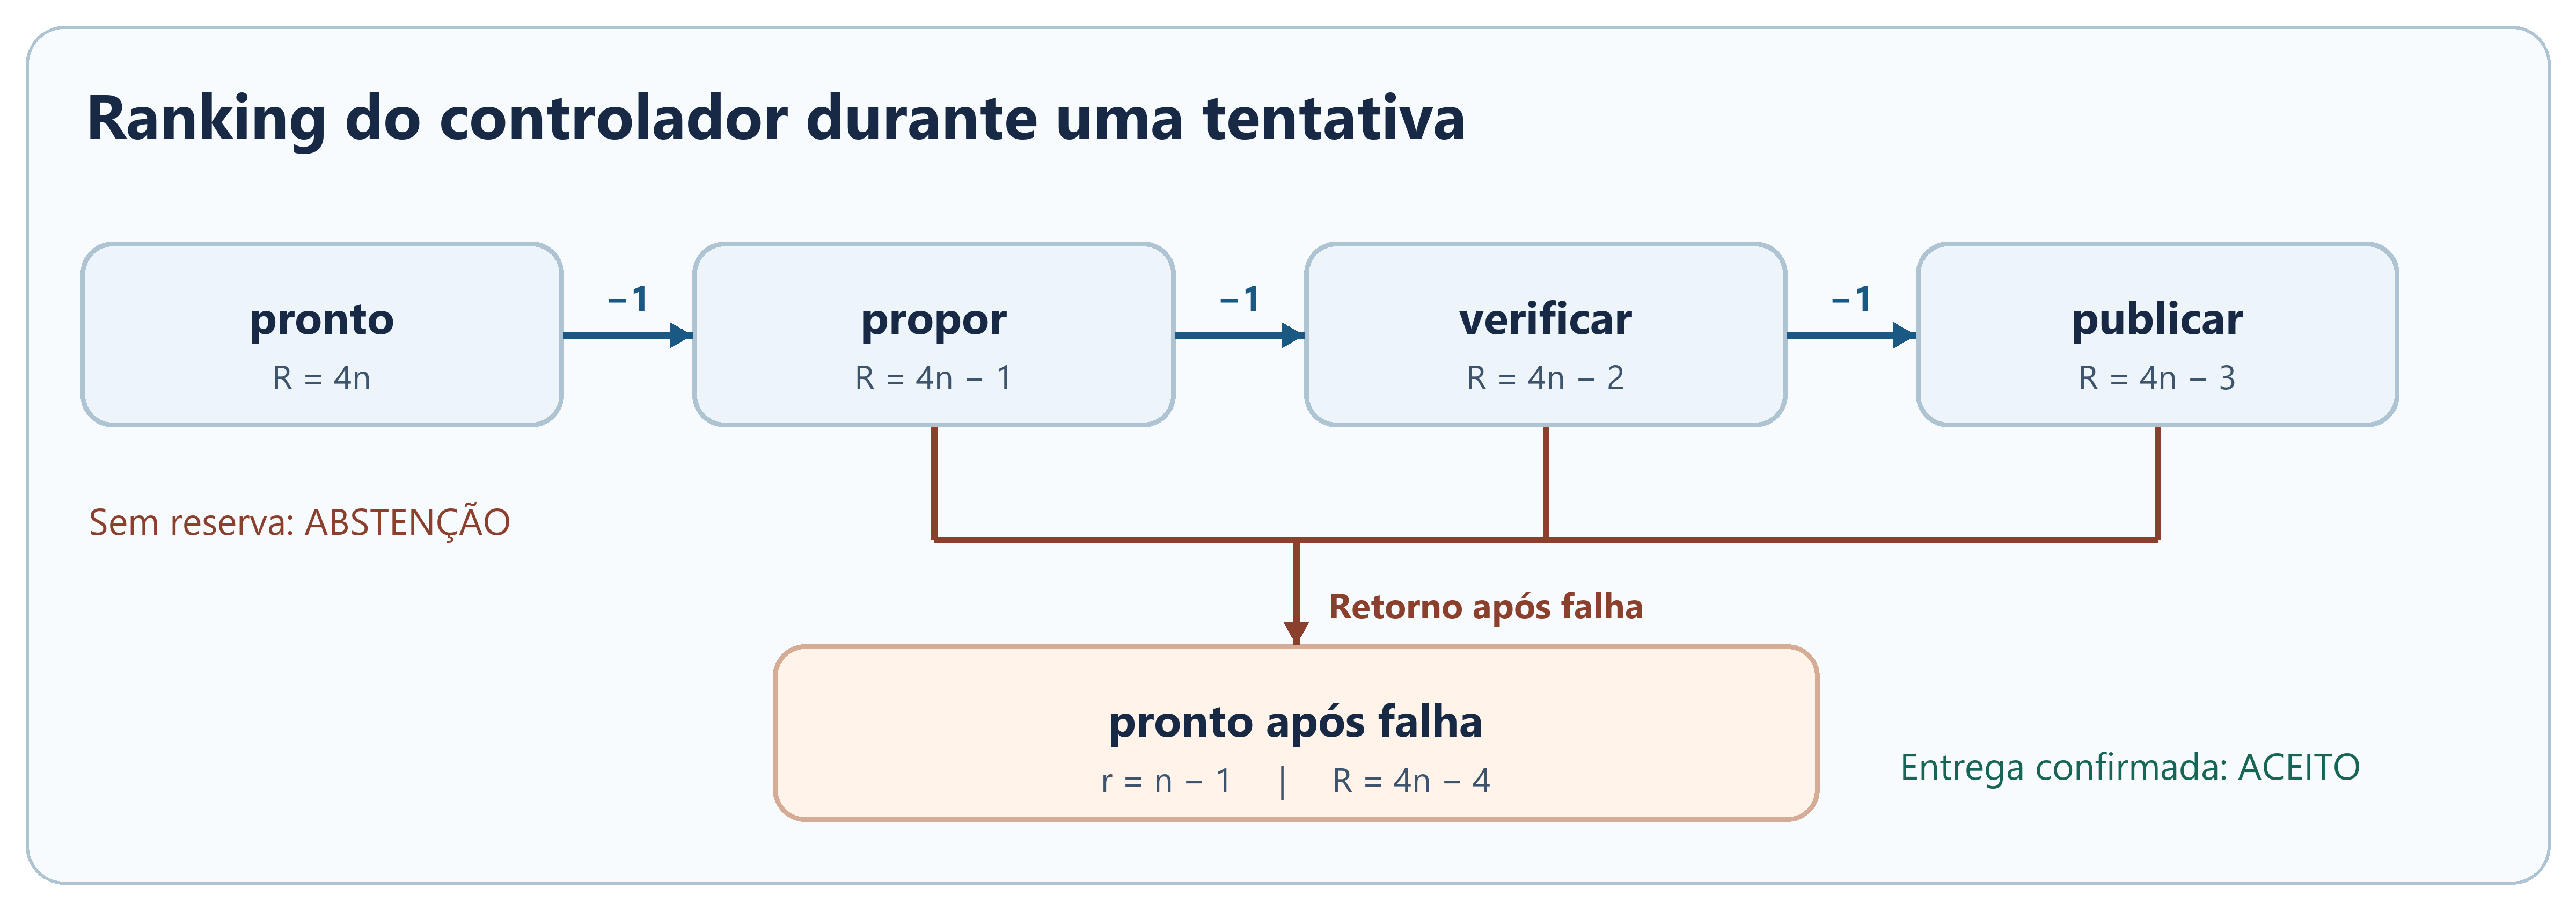 Ranking do controlador durante uma tentativa
−1
−1
−1
pronto
propor
verificar
publicar
R = 4n
R = 4n − 1
R = 4n − 2
R = 4n − 3
Sem reserva: ABSTENÇÃO
Retorno após falha
pronto após falha
r = n − 1 | R = 4n − 4
Entrega confirmada: ACEITO